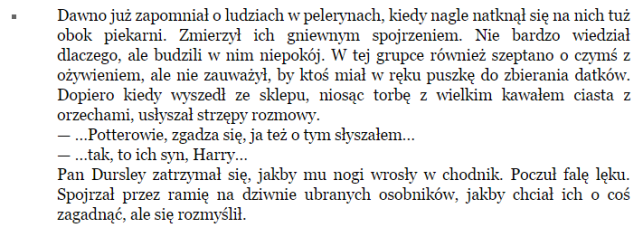 Dawno już zapomniał o ludziach w pelerynach, kiedy nagle natknął się na nich tuż
obok piekarni. Zmierzył ich gniewnym spojrzeniem. Nie bardzo wiedział
dlaczego, ale budzili w nim niepokój. W tej grupce również szeptano o czymś z
ożywieniem, ale nie zauważył, by ktoś miał w ręku puszkę do zbierania datków.
Dopiero kiedy wyszedł ze sklepu, niosąc torbę z wielkim kawałem ciasta z
orzechami, usłyszał strzępy rozmowy.
— ...Potterowie, zgadza się, ja też o tym słyszałem...
— ...tak, to ich syn, Harry...
Pan Dursley zatrzymał się, jakby mu nogi wrosły w chodnik. Poczuł falę lęku.
Spojrzał przez ramię na dziwnie ubranych osobników, jakby chciał ich o coś
zagadnąć, ale się rozmyślił.